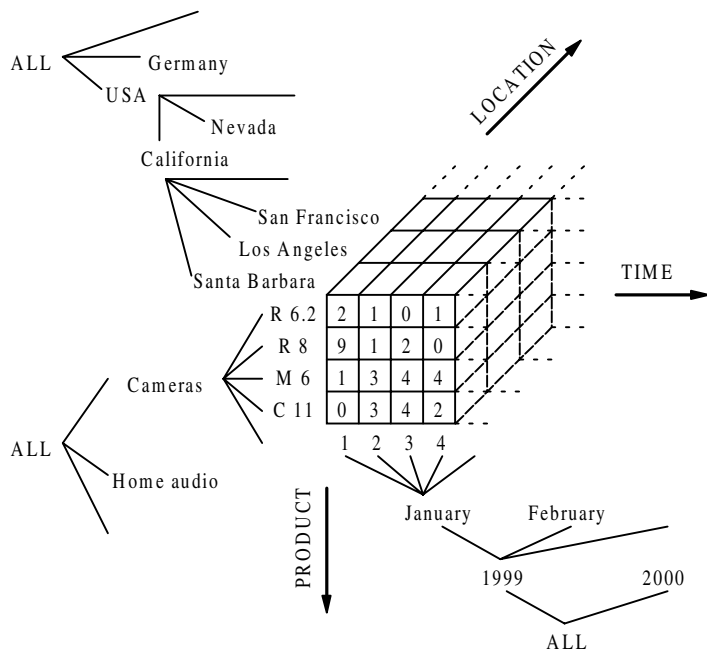 ALL
Germany
USA
Nevada
California
San Francisco
Los Angeles
Santa Barbara
LOCATION
TIME
R 6.2 2 1 0 1
R 8 9 1 2 0
M 6 1 3 4 4
C 11 0 3 4 2
Cameras
ALL
Home audio
1 2 3 4
PRODUCT
January February
1999 2000
ALL